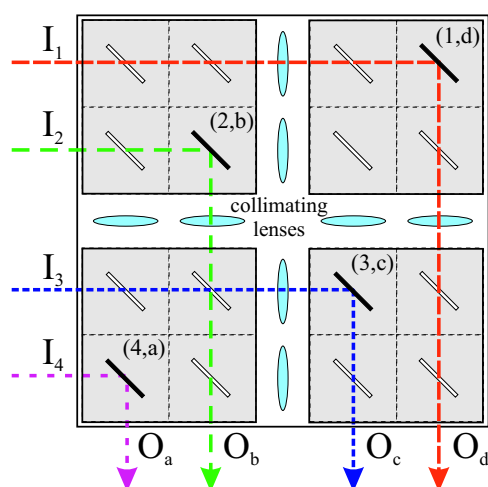 I1
(1,d)
I2
(2,b)
collimating
lenses
I3
(3,c)
I4
(4,a)
Oa Ob Oc Od